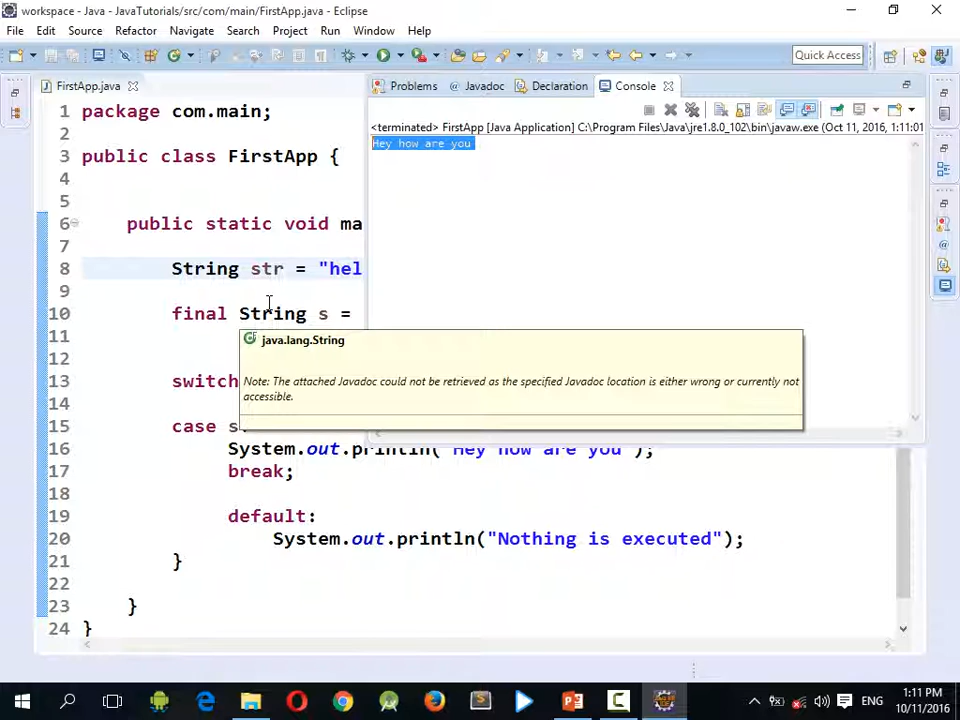 workspace - Java - JavaTutorials/src/com/main/FirstApp.java - Eclipse
File Edit Source Refactor Navigate Search Project Run Window Help
Quick Access
FirstApp.java
Problems @ Javadoc Declaration Console
<terminated> FirstApp [Java Application] C:\Program Files\Java\jre1.8.0_102\bin\javaw.exe (Oct 11, 2016, 1:11:01
Hey how are you
1 package com.main;
2
3 public class FirstApp {
4
5
6 public static void ma
7
8 String str = "hel
9
10 final String s =
11
java.lang.String
Note: The attached Javadoc could not be retrieved as the specified Javadoc location is either wrong or currently not
accessible.
13 switch
14
15 case s:
16 System.out.println("Hey how are you");
17 break;
18
19 default:
20 System.out.println("Nothing is executed");
21 }
22
23 }
24 }
ENG
1:11 PM
10/11/2016